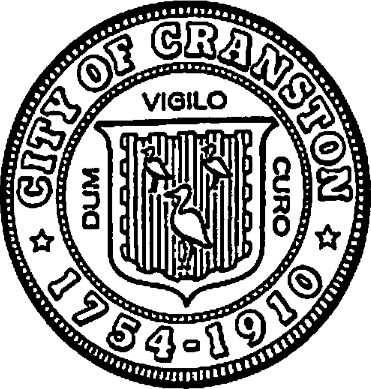 CITY OF CRANSTON
DUM VIGILO CURO
1754-1910